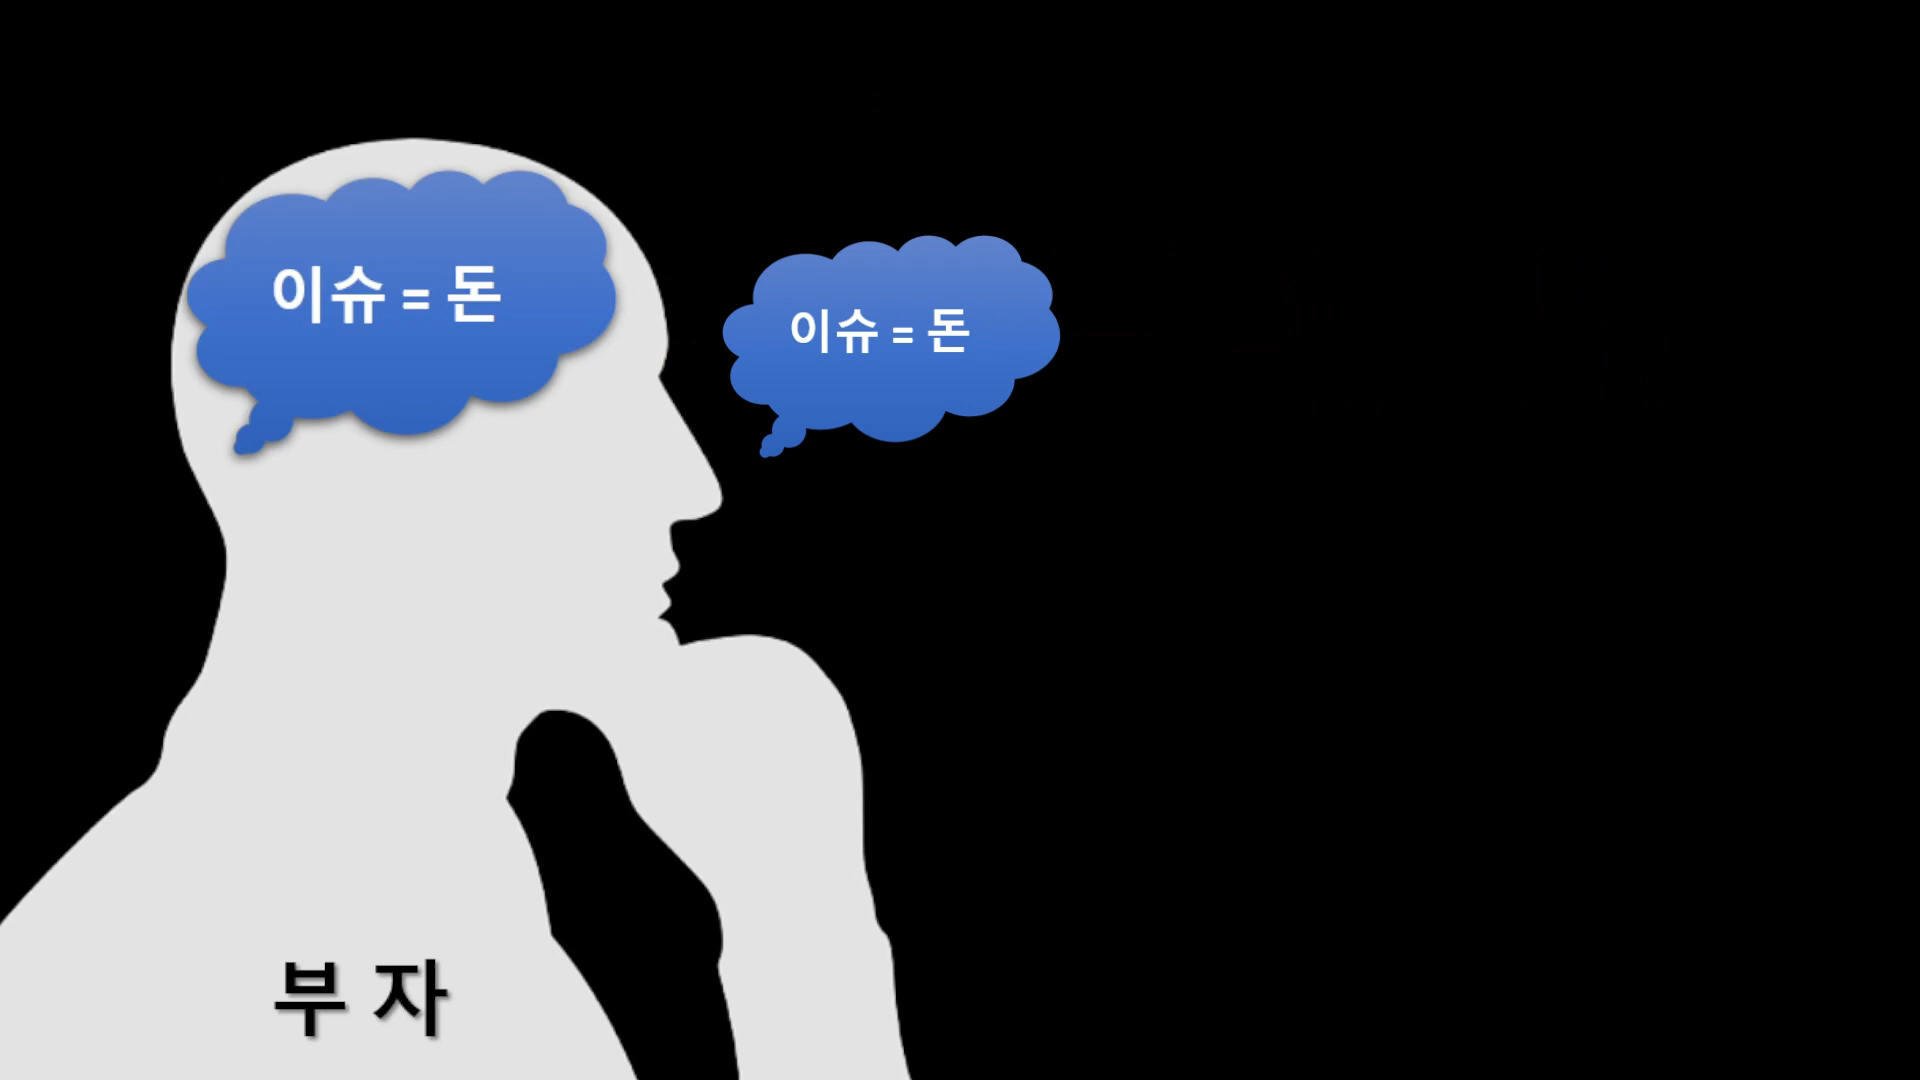 이슈 = 돈
이슈 = 돈
부 자